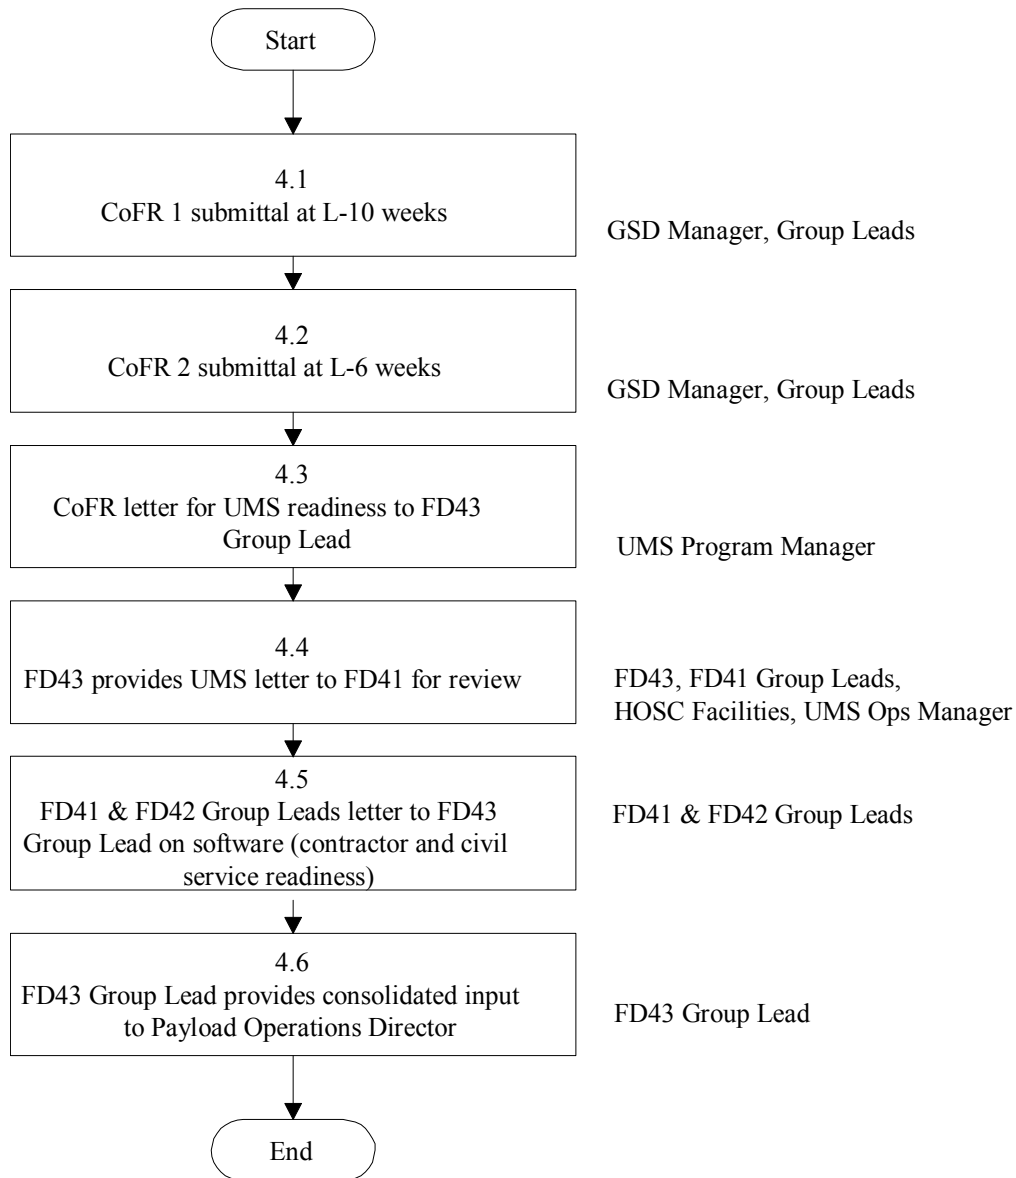 Start
4.1
CoFR 1 submittal at L-10 weeks
GSD Manager, Group Leads
4.2
CoFR 2 submittal at L-6 weeks
GSD Manager, Group Leads
4.3
CoFR letter for UMS readiness to FD43
Group Lead
UMS Program Manager
4.4
FD43 provides UMS letter to FD41 for review
FD43, FD41 Group Leads,
HOSC Facilities, UMS Ops Manager
4.5
FD41 & FD42 Group Leads letter to FD43
Group Lead on software (contractor and civil
service readiness)
FD41 & FD42 Group Leads
4.6
FD43 Group Lead provides consolidated input
to Payload Operations Director
FD43 Group Lead
End